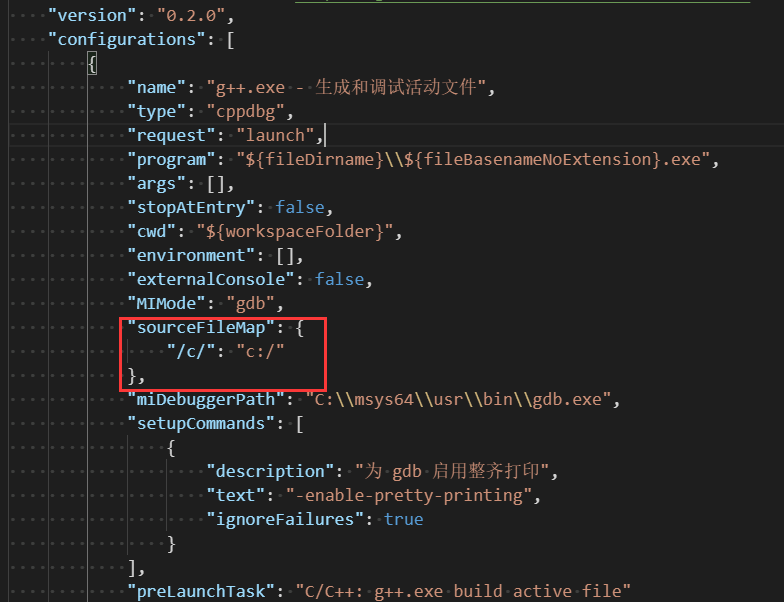 "version": "0.2.0",
"configurations": [
{
"name": "g++.exe - 生成和调试活动文件",
"type": "cppdbg",
"request": "launch",
"program": "${fileDirname}\\${fileBasenameNoExtension}.exe",
"args": [],
"stopAtEntry": false,
"cwd": "${workspaceFolder}",
"environment": [],
"externalConsole": false,
"MIMode": "gdb",
"sourceFileMap": {
"/c/": "c:/"
},
"miDebuggerPath": "C:\\msys64\\usr\\bin\\gdb.exe",
"setupCommands": [
{
"description": "为 gdb 启用整齐打印",
"text": "-enable-pretty-printing",
"ignoreFailures": true
}
],
"preLaunchTask": "C/C++: g++.exe build active file"